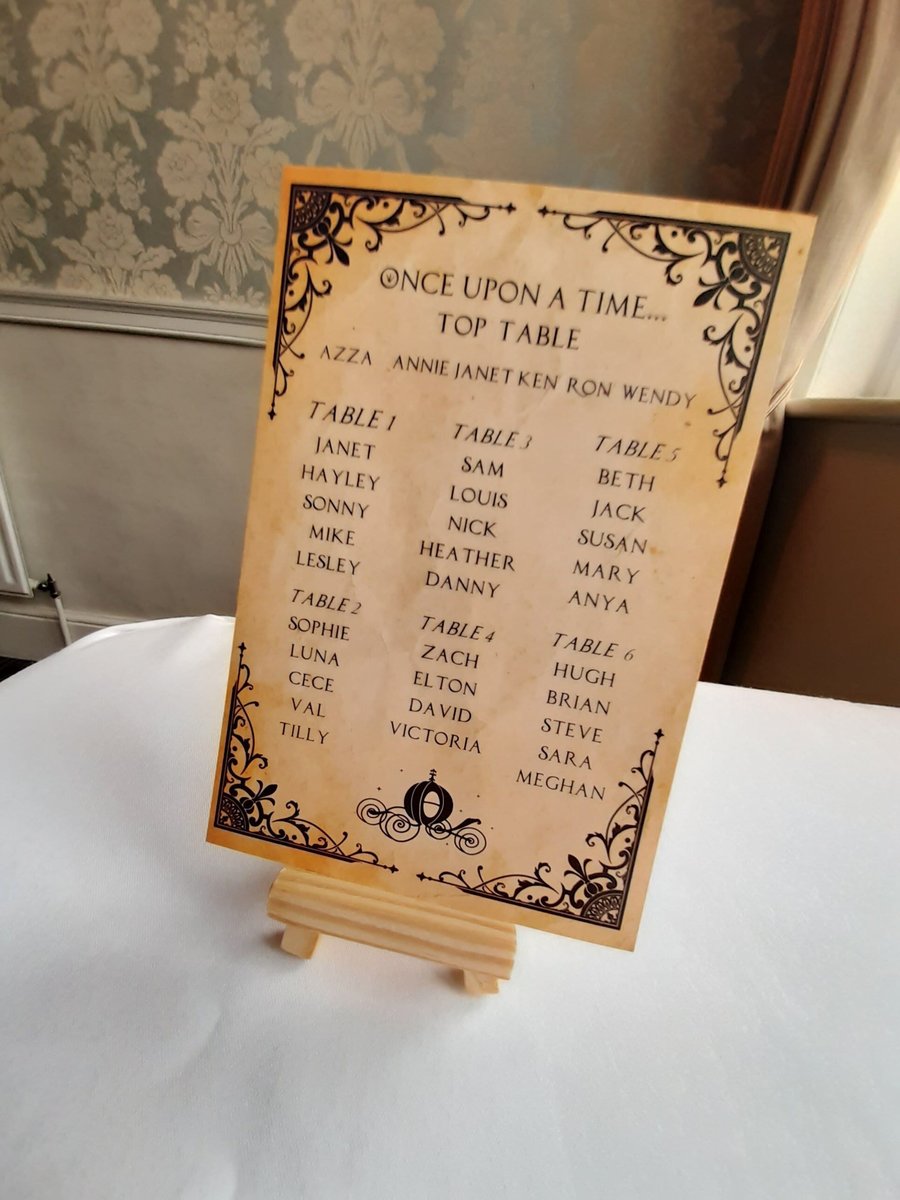 ONCE UPON A TIME...
TOP TABLE
AZZA ANNIE JANET KEN RON WENDY
TABLE 1
JANET
HAYLEY
SONNY
MIKE
LESLEY
TABLE 2
SOPHIE
LUNA
CECE
VAL
TILLY
TABLE 3
SAM
LOUIS
NICK
HEATHER
DANNY
TABLE 4
ZACH
ELTON
DAVID
VICTORIA
TABLE 5
BETH
JACK
SUSAN
MARY
ANYA
TABLE 6
HUGH
BRIAN
STEVE
SARA
MEGHAN